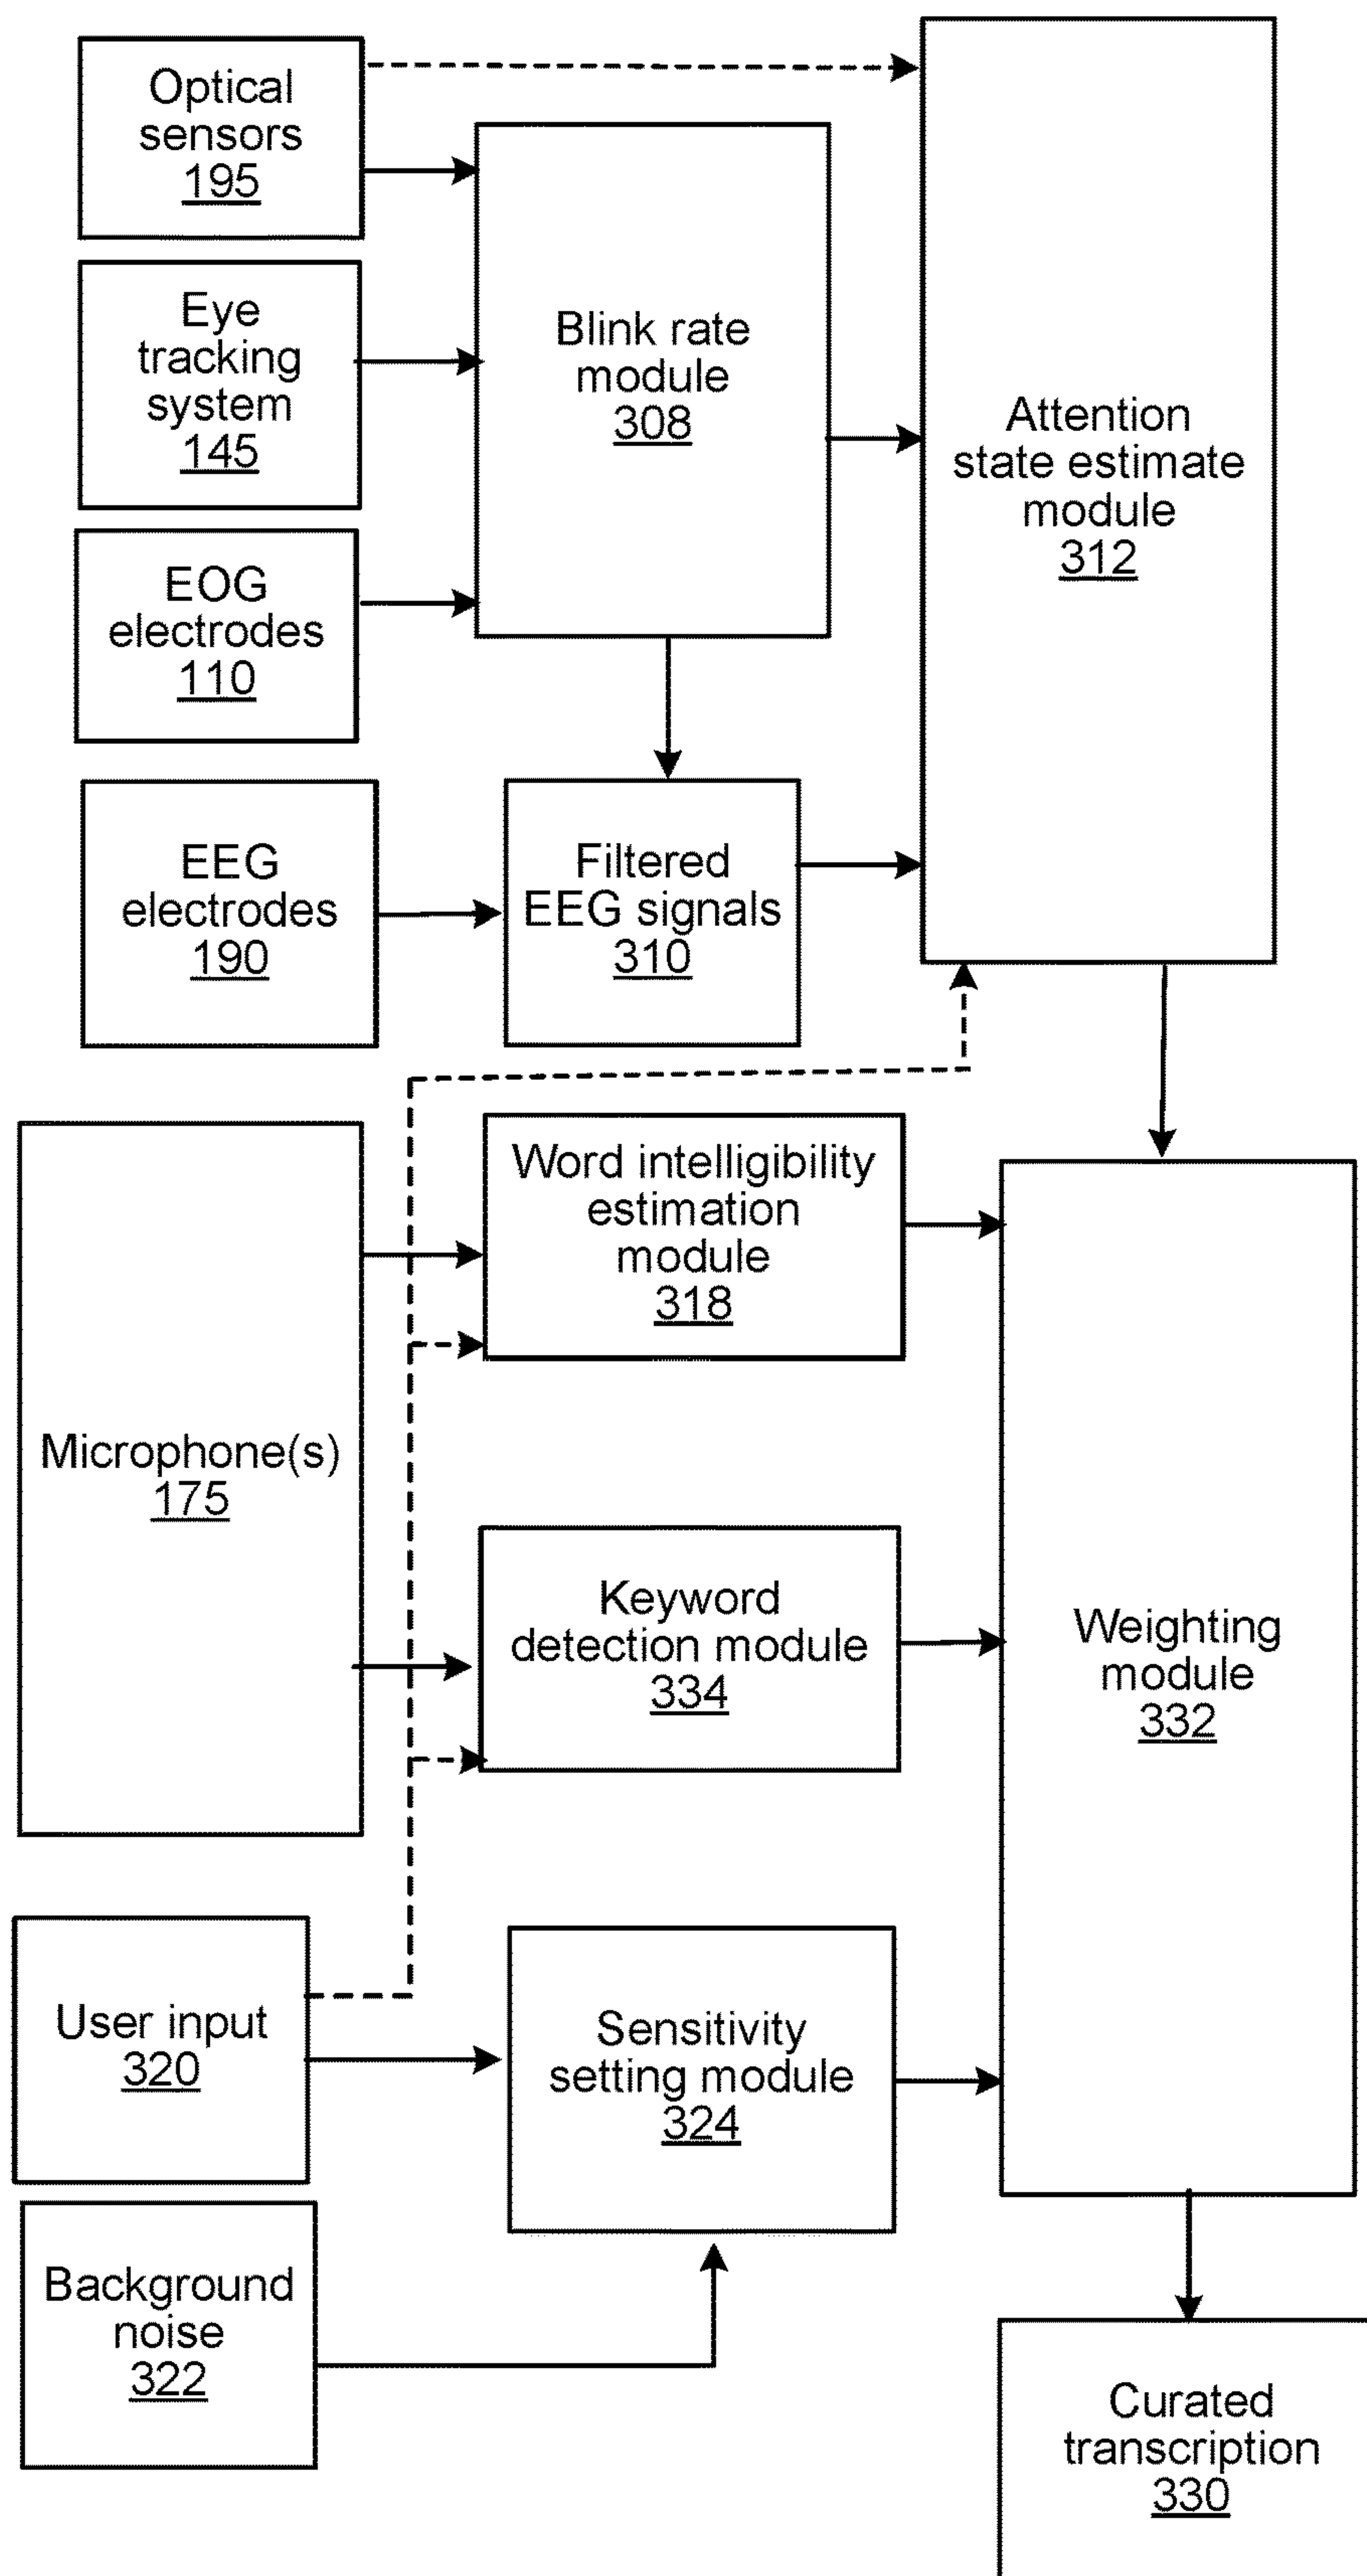 Optical
sensors
195
Eye
tracking
system
145
EOG
electrodes
110
EEG
electrodes
190
Blink rate
module
308
Filtered
EEG signals
310
Attention
state estimate
module
312
Microphone(s)
175
Word intelligibility
estimation
module
318
Keyword
detection module
334
Weighting
module
332
User input
320
Sensitivity
setting module
324
Background
noise
322
Curated
transcription
330